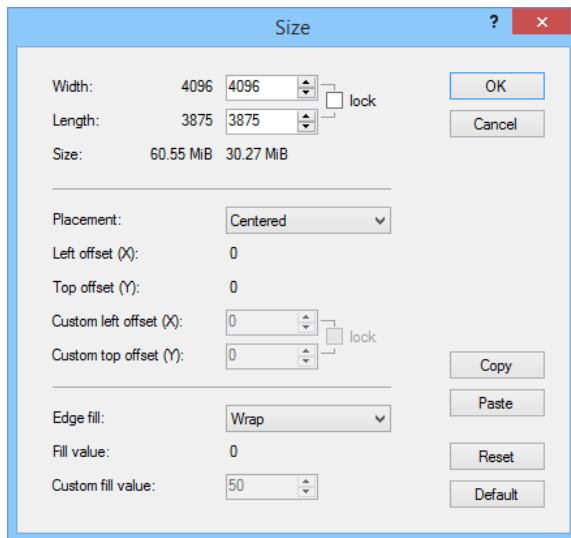 Size
?
Width: 4096 4096
lock
Length: 3875 3875
Size: 60.55 MiB 30.27 MiB
OK
Cancel
Placement: Centered
Left offset (X): 0
Top offset (Y): 0
Custom left offset (X): 0
lock
Custom top offset (Y): 0
Copy
Paste
Edge fill: Wrap
Fill value: 0
Custom fill value: 50
Reset
Default